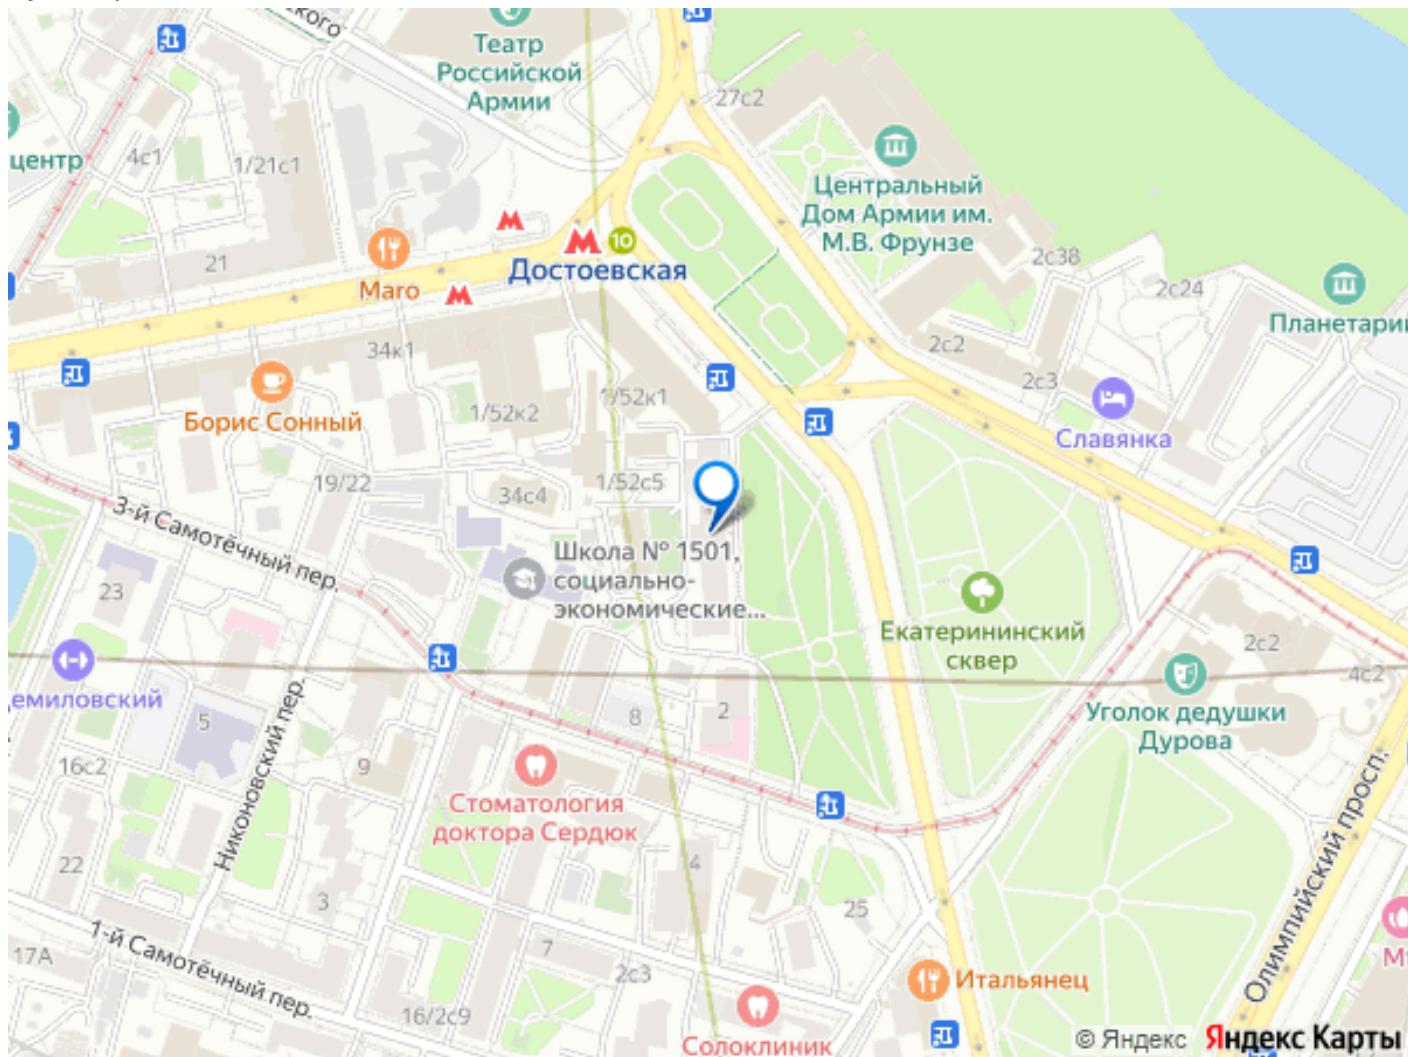 Театр
Российской
Армии
27с2
центр
4с1
1/21с1
Центральный
Дом Армии им.
М.В. Фрунзе
10
Достоевская
21
2с38
Maro
2с24
Планетарий
34к1
2с2
2с3
1/52к1
Борис Сонный
1/52к2
Славянка
19/22
34с4
1/52с5
3-й Самотёчный пер.
Школа № 1501,
социально-
экономические...
23
Екатерининский
сквер
2с2
4с2
емиловский
5
8
2
Уголок дедушки
Дурова
16с2
9
Никоновский пер.
Стоматология
доктора Сердюк
Олимпийский просп.
22
4
3
25
1-й Самотёчный пер.
17А
7
2с3
Итальянец
16/2с9
Солоклиник
© Яндекс Яндекс Карты